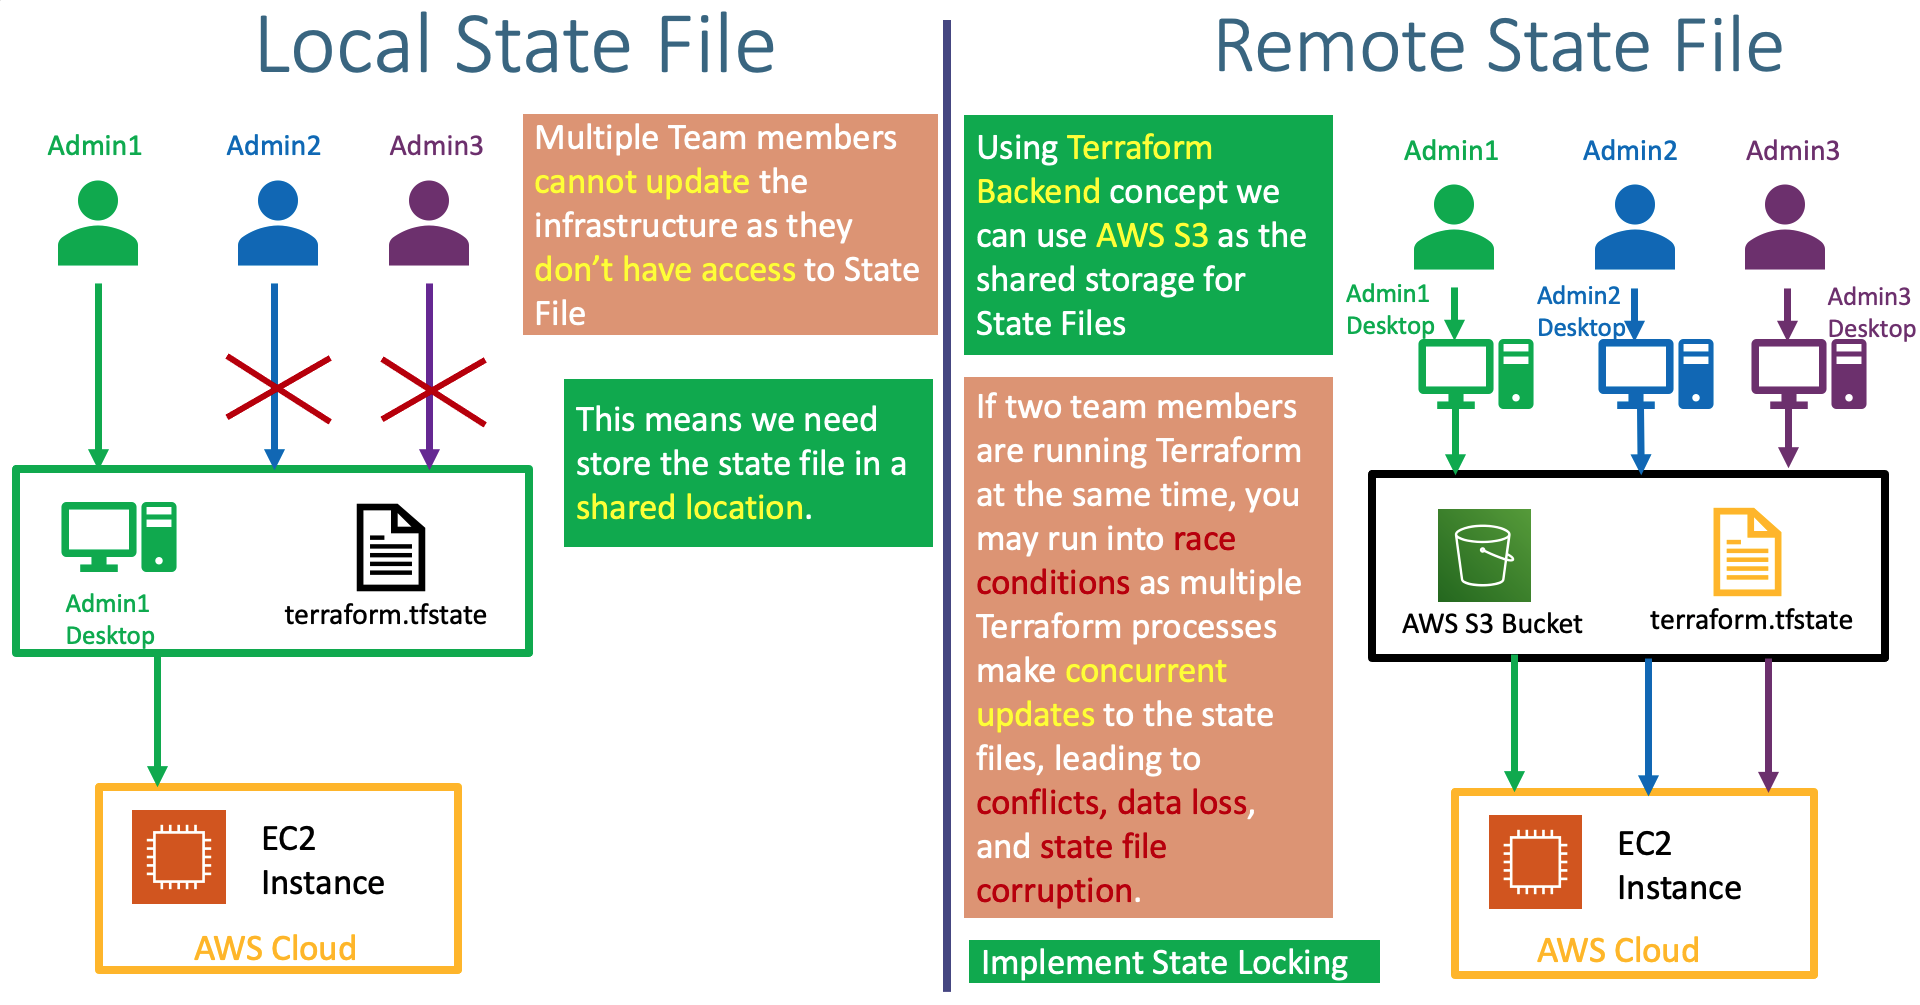 Local State File
Admin1
Admin2
Admin3
Multiple Team members
cannot update the
infrastructure as they
don’t have access to State
File
This means we need
store the state file in a
shared location.
Admin1
Desktop
terraform.tfstate
EC2
Instance
AWS Cloud
Remote State File
Using Terraform
Backend concept we
can use AWS S3 as the
shared storage for
State Files
If two team members
are running Terraform
at the same time, you
may run into race
conditions as multiple
Terraform processes
make concurrent
updates to the state
files, leading to
conflicts, data loss,
and state file
corruption.
Implement State Locking
Admin1
Admin2
Admin3
Admin1
Desktop
Admin2
Desktop
Admin3
Desktop
AWS S3 Bucket
terraform.tfstate
EC2
Instance
AWS Cloud